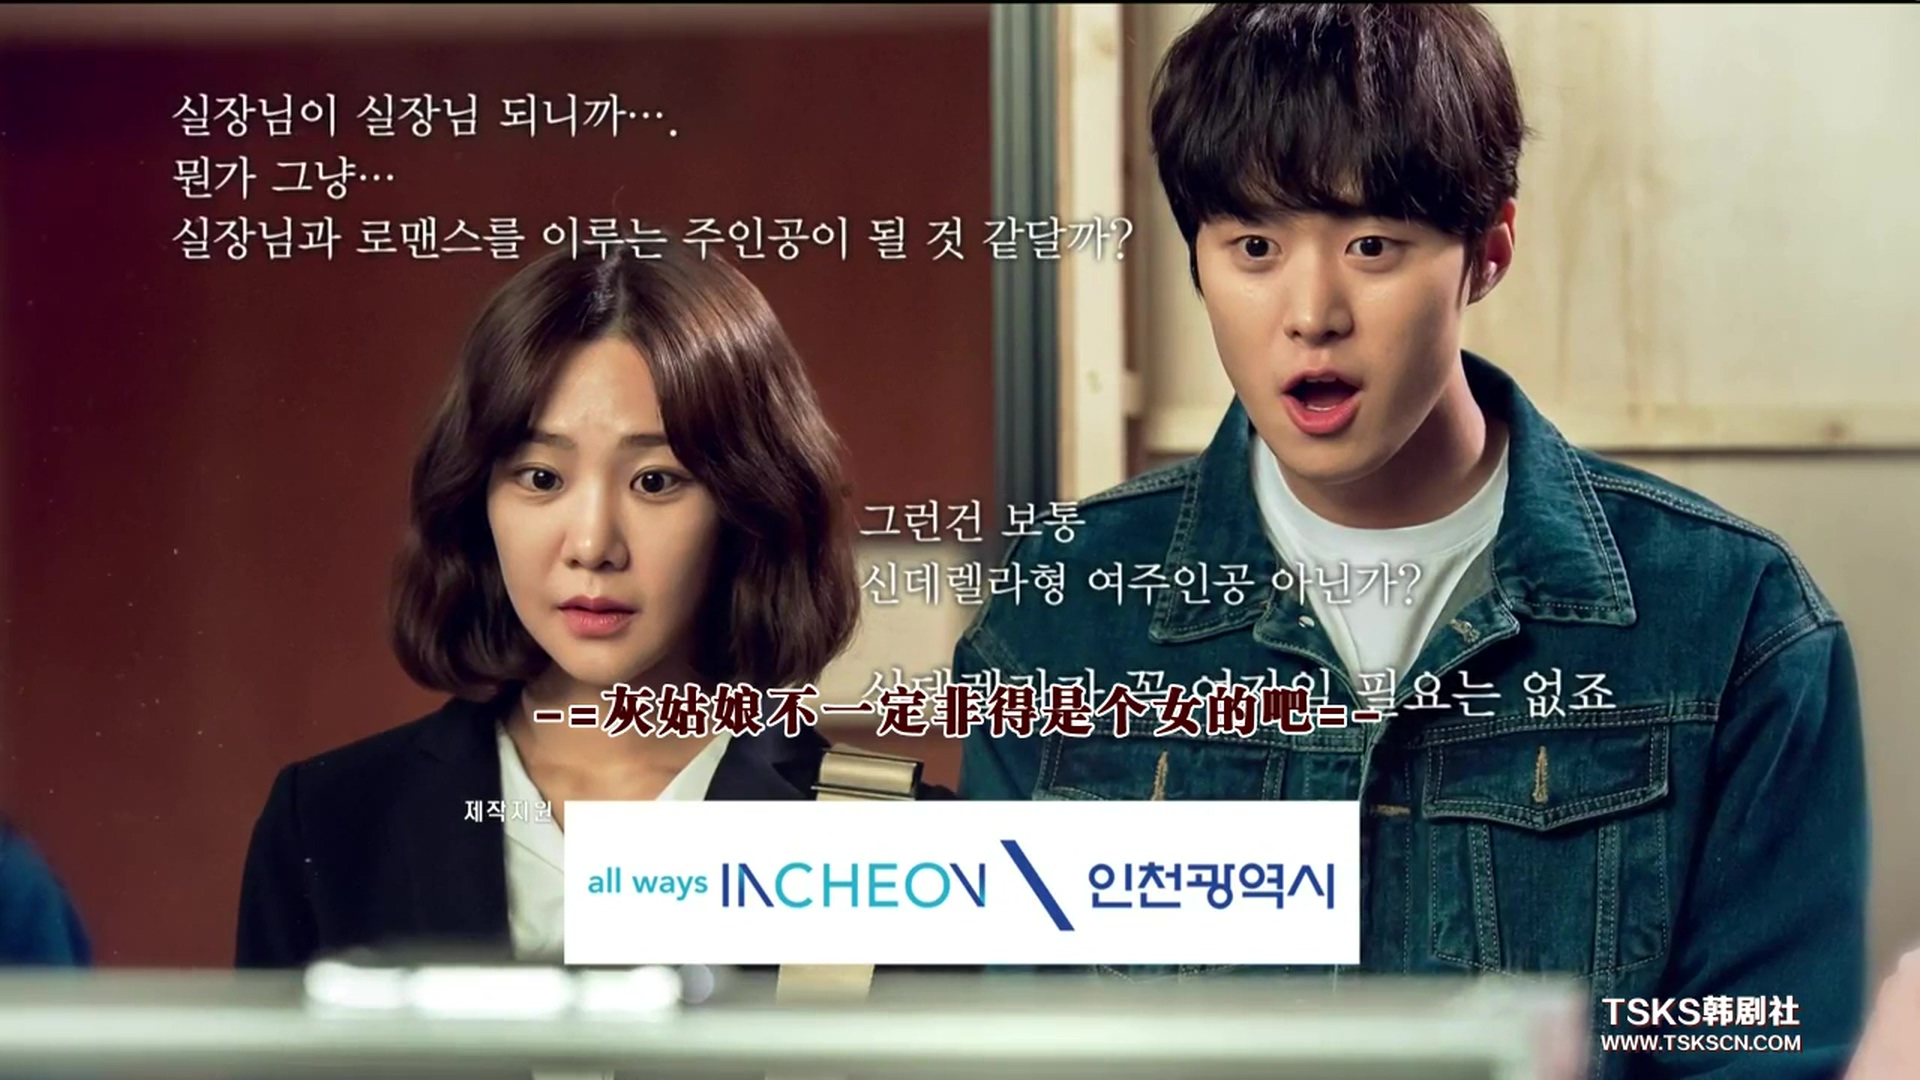 실장님이 실장님 되니까….
뭔가 그냥…
실장님과 로맨스를 이루는 주인공이 될 것 같달까?
그런건 보통
신데렐라형 여주인공 아닌가?
필요는 없죠
-=灰姑娘不一定非得是个女的吧=-
제작지원
all ways INCHEON 인천광역시
TSKS韩剧社
WWW.TSKSCN.COM